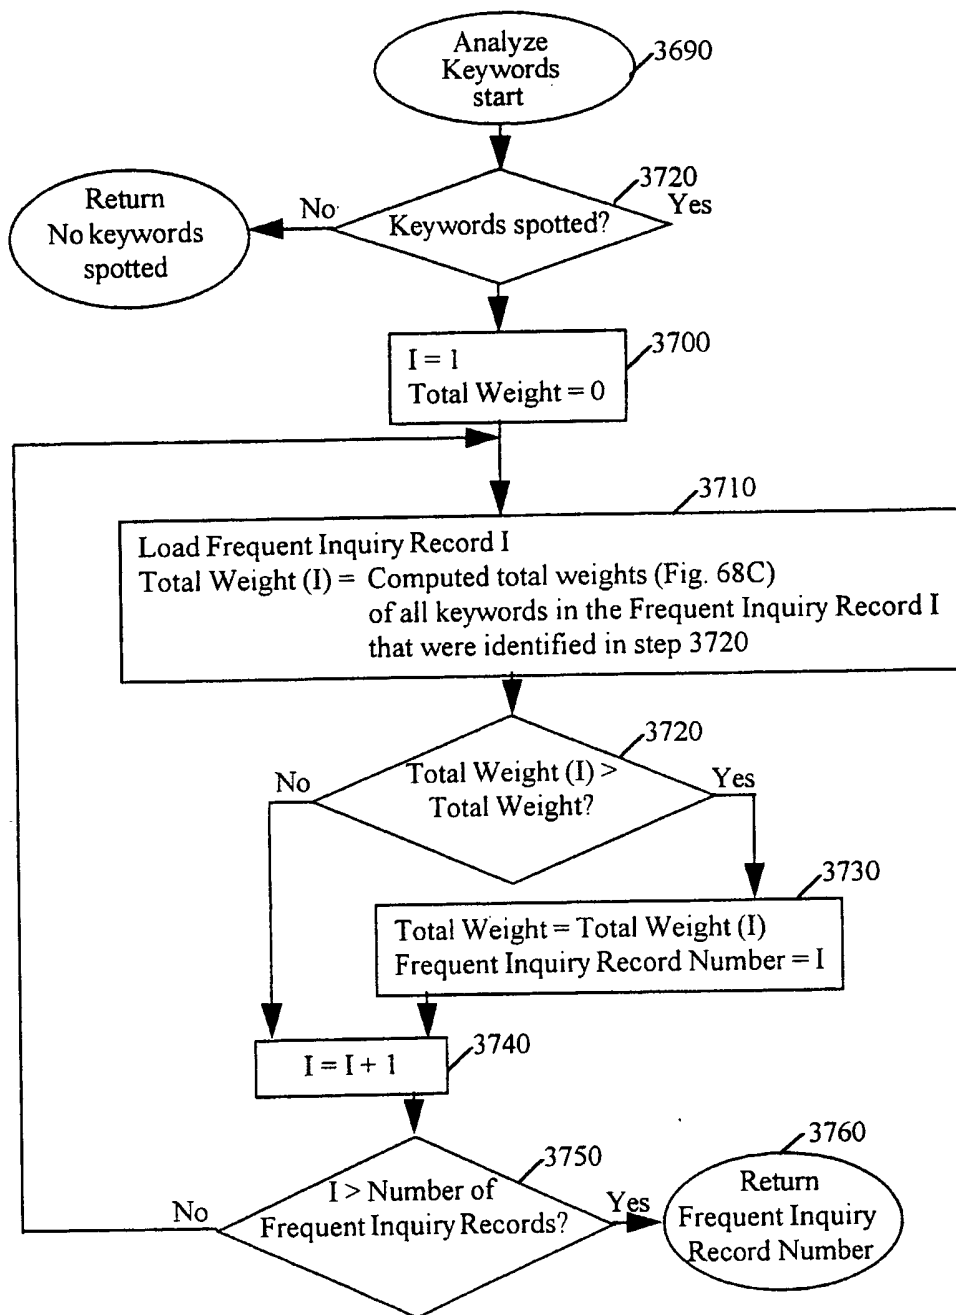 Analyze
Keywords
start
3690
3720
No
Keywords spotted?
Yes
Return
No keywords
spotted
3700
I = 1
Total Weight = 0
3710
Load Frequent Inquiry Record I
Total Weight (I) = Computed total weights (Fig. 68C)
of all keywords in the Frequent Inquiry Record I
that were identified in step 3720
3720
No
Total Weight (I) >
Total Weight?
Yes
3730
Total Weight = Total Weight (I)
Frequent Inquiry Record Number = I
3740
I = I + 1
3750
No
I > Number of
Frequent Inquiry Records?
Yes
3760
Return
Frequent Inquiry
Record Number